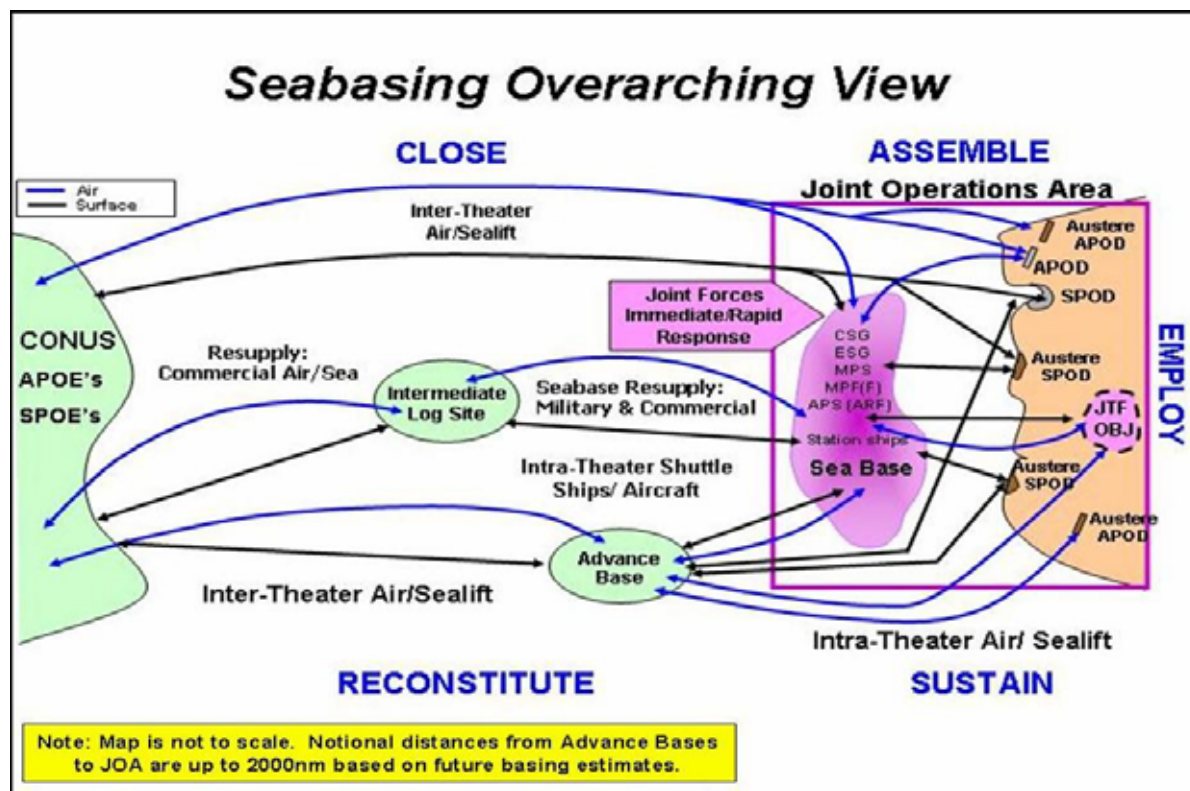 Seabasing Overarching View
CLOSE
ASSEMBLE
Joint Operations Area
Air
Surface
Inter-Theater
Air/Sealift
Austere
APOD
APOD
SPOD
Joint Forces
Immediate/Rapid
Response
CSG
ESG
MPS
MPF(F)
APS (ARF)
Station ships
Sea Base
CONUS
APOE's
SPOE's
Resupply:
Commercial Air/Sea
Intermediate
Log Site
Seabase Resupply:
Military & Commercial
Austere
SPOD
JTF
OBJ
EMPLOY
Intra-Theater Shuttle
Ships/ Aircraft
Austere
SPOD
Austere
APOD
Advance
Base
Inter-Theater Air/Sealift
Intra-Theater Air/ Sealift
RECONSTITUTE
SUSTAIN
Note: Map is not to scale. Notional distances from Advance Bases
to JOA are up to 2000nm based on future basing estimates.